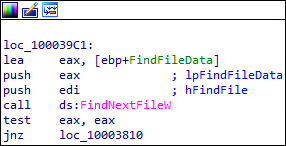 loc_100039C1:
lea eax, [ebp+FindFileData]
push eax ; lpFindFileData
push edi ; hFindFile
call ds:FindNextFileW
test eax, eax
jnz loc_10003810